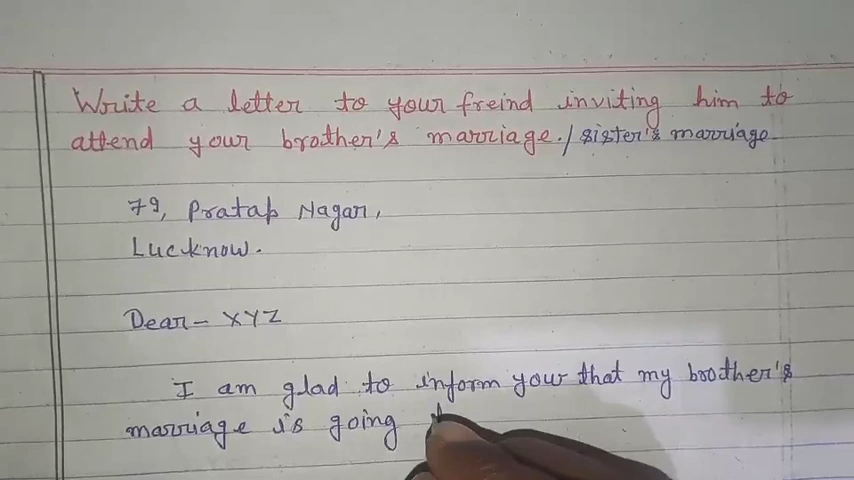 Write a letter to your freind inviting him to
attend your brother's marriage./sister's marriage.
79, Pratap Nagar,
Lucknow.
Dear- XYZ
I am glad to inform your that my brother's
marriage is going